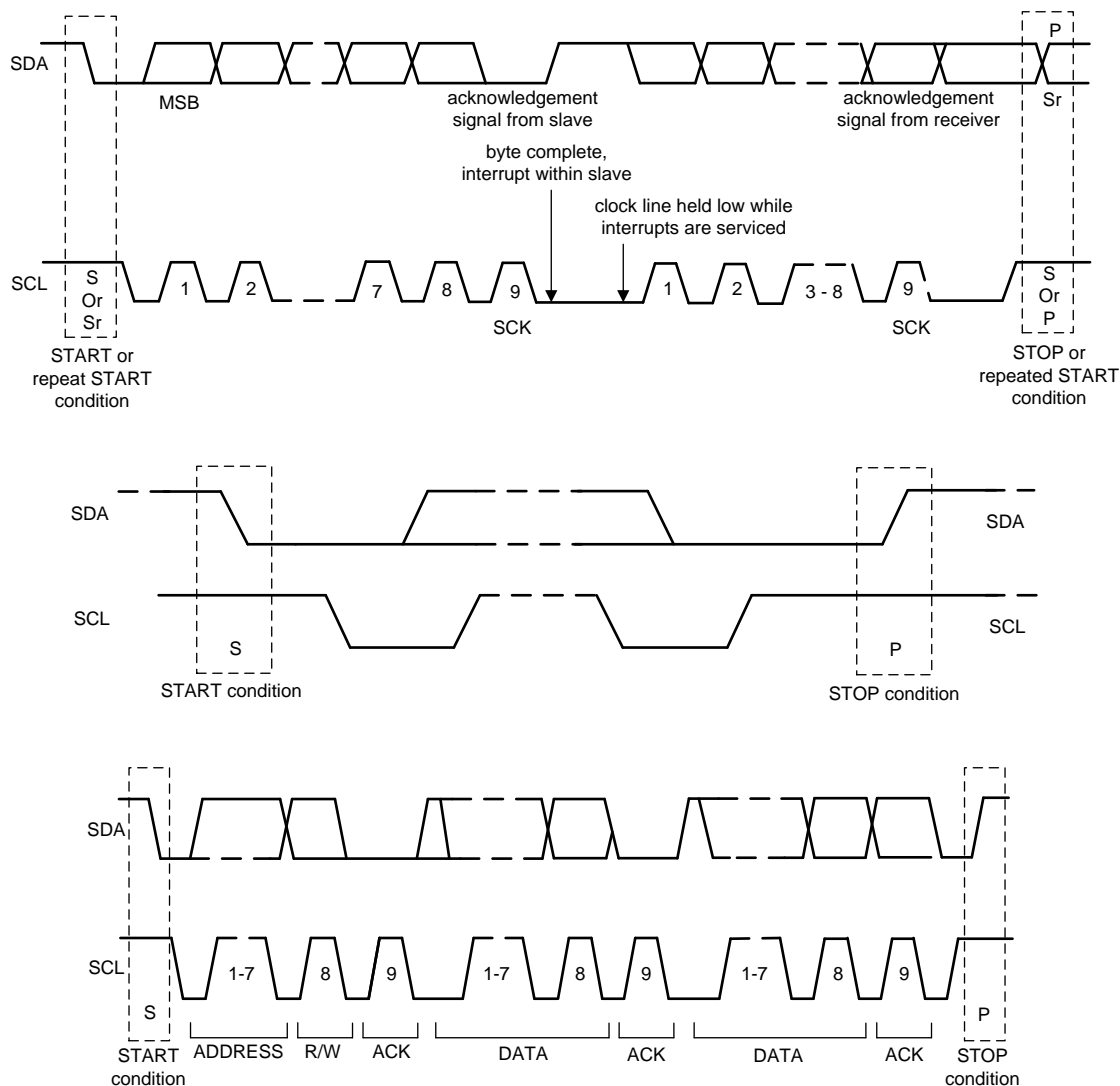 P
SDA
MSB
acknowledgement
signal from slave
acknowledgement
signal from receiver
Sr
byte complete,
interrupt within slave
clock line held low while
interrupts are serviced
SCL
S
Or
Sr
1
2
7
8
9
1
2
3 - 8
9
S
Or
P
SCK
SCK
START or
repeat START
condition
STOP or
repeated START
condition
SDA
SDA
SCL
SCL
S
P
START condition
STOP condition
SDA
SCL
1-7
8
9
1-7
8
9
1-7
8
9
S
P
START
condition
ADDRESS
R/W
ACK
DATA
ACK
DATA
ACK
STOP
condition